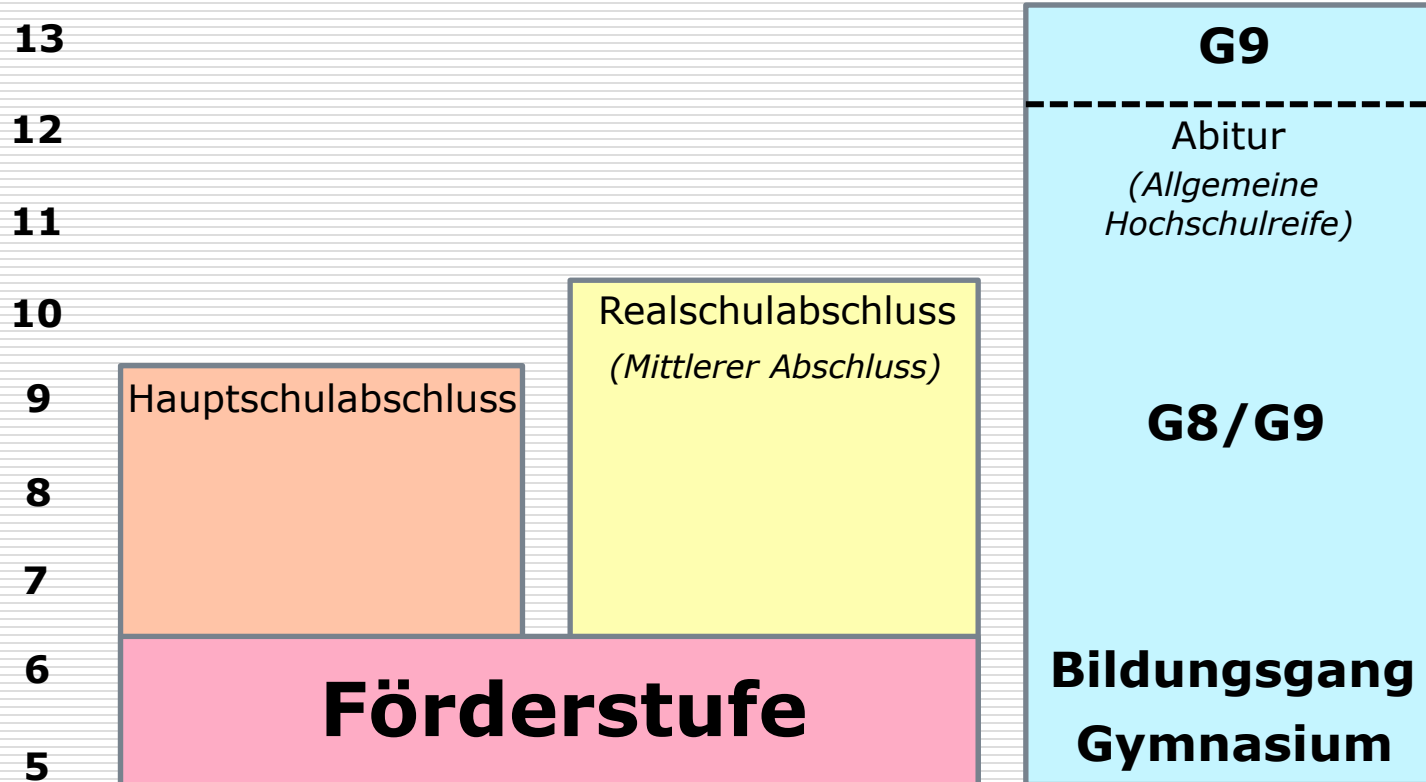 13
G9
12
Abitur
(Allgemeine
Hochschulreife)
11
10
Realschulabschluss
(Mittlerer Abschluss)
9
Hauptschulabschluss
G8/G9
8
7
6
Förderstufe
Bildungsgang
Gymnasium
5